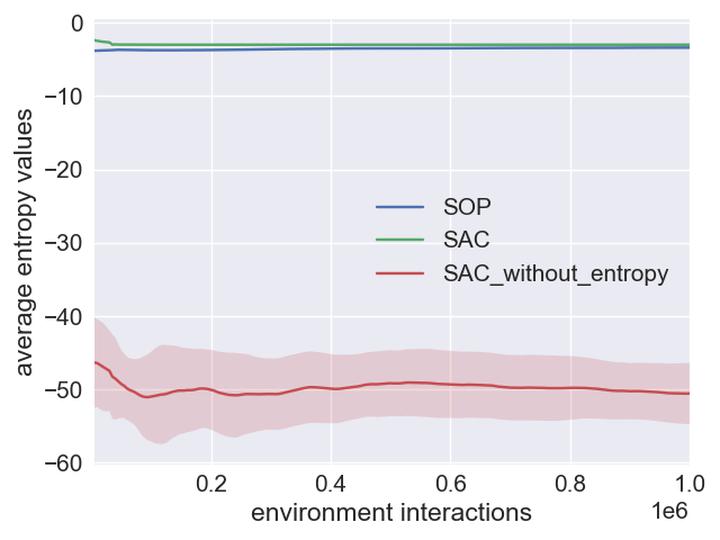 0
−10
−20
−30
−40
−50
−60
average entropy values
SOP
SAC
SAC_without_entropy
0.2 0.4 0.6 0.8 1.0
1e6
environment interactions